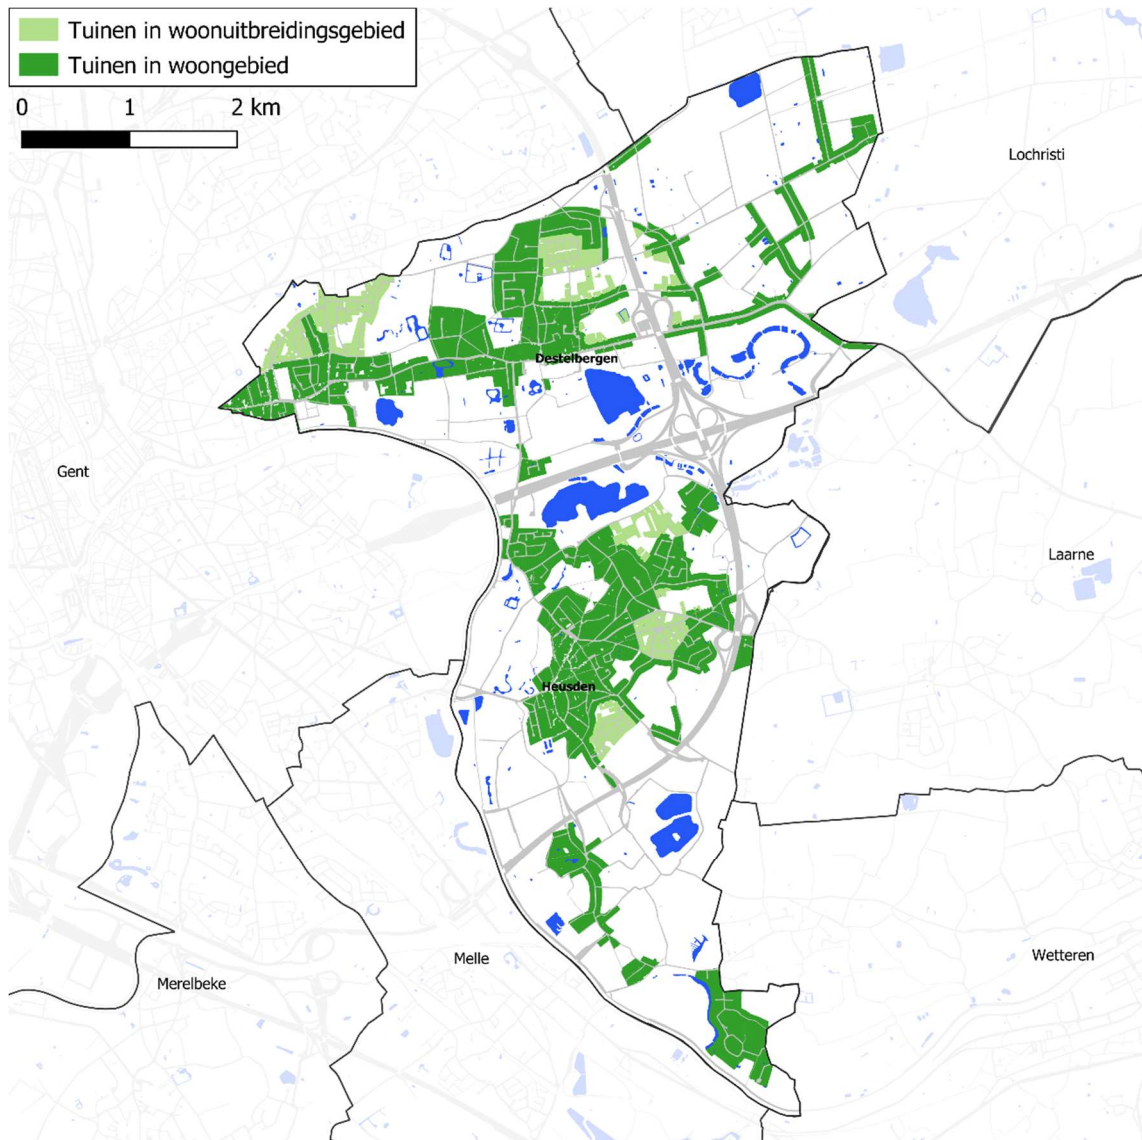 Tuinen in woonuitbreidingsgebied
Tuinen in woongebied
0 1 2 km
Lochristi
Destelbergen
Gent
Laarne
Heusden
Wetteren
Melle
Merelbeke